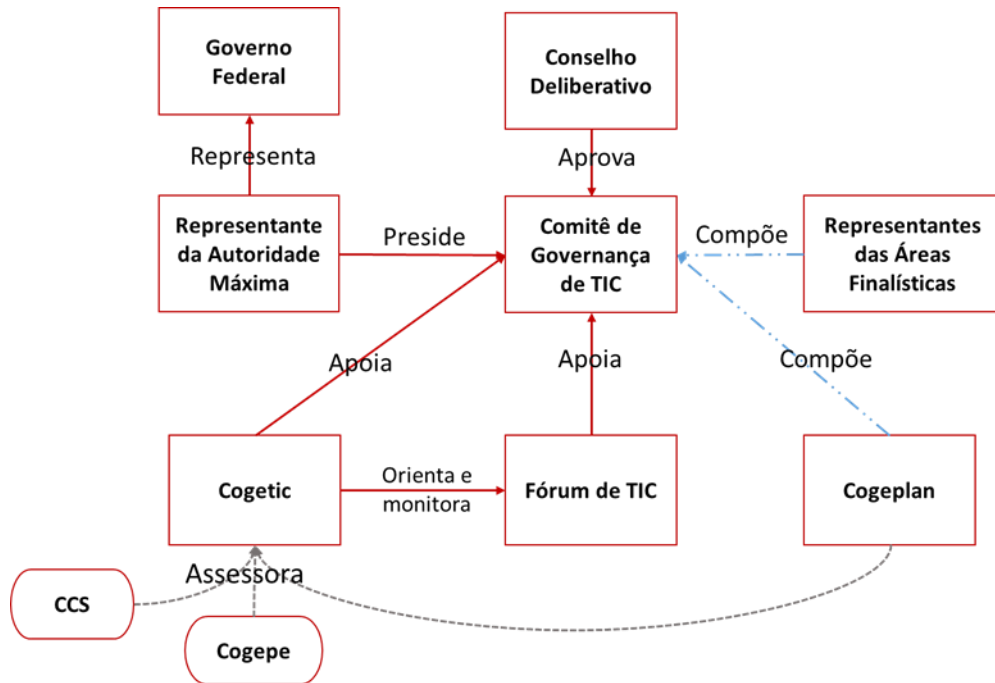 Governo
Federal
Conselho
Deliberativo
Representa
Aprova
Representante
da Autoridade
Máxima
Preside
Comitê de
Governança
de TIC
Compõe
Representantes
das Áreas
Finalísticas
Apoia
Apoia
Compõe
Cogetic
Orienta e
monitora
Fórum de TIC
Cogeplan
Assessora
CCS
Cogepe